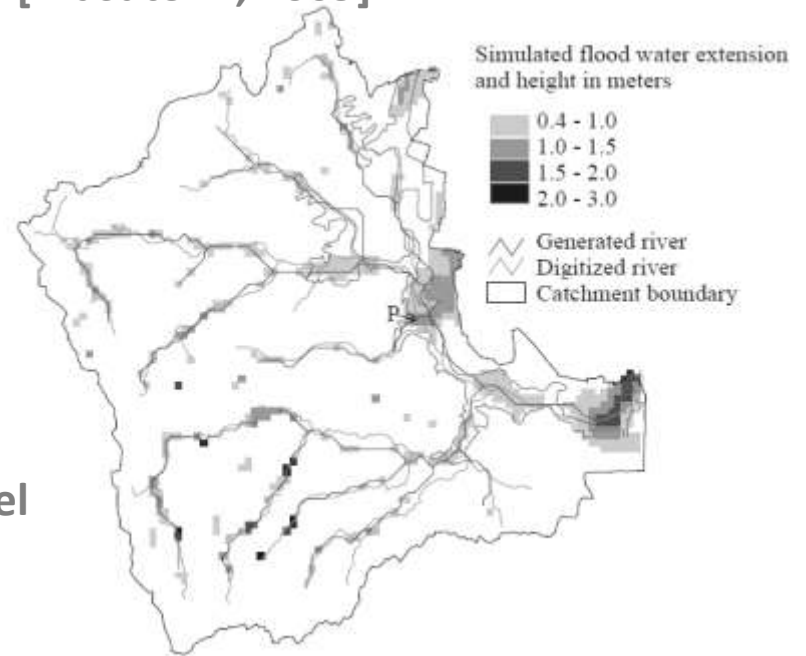 Simulated flood water extension
and height in meters
0.4 - 1.0
1.0 - 1.5
1.5 - 2.0
2.0 - 3.0
Generated river
Digitized river
Catchment boundary
P
el